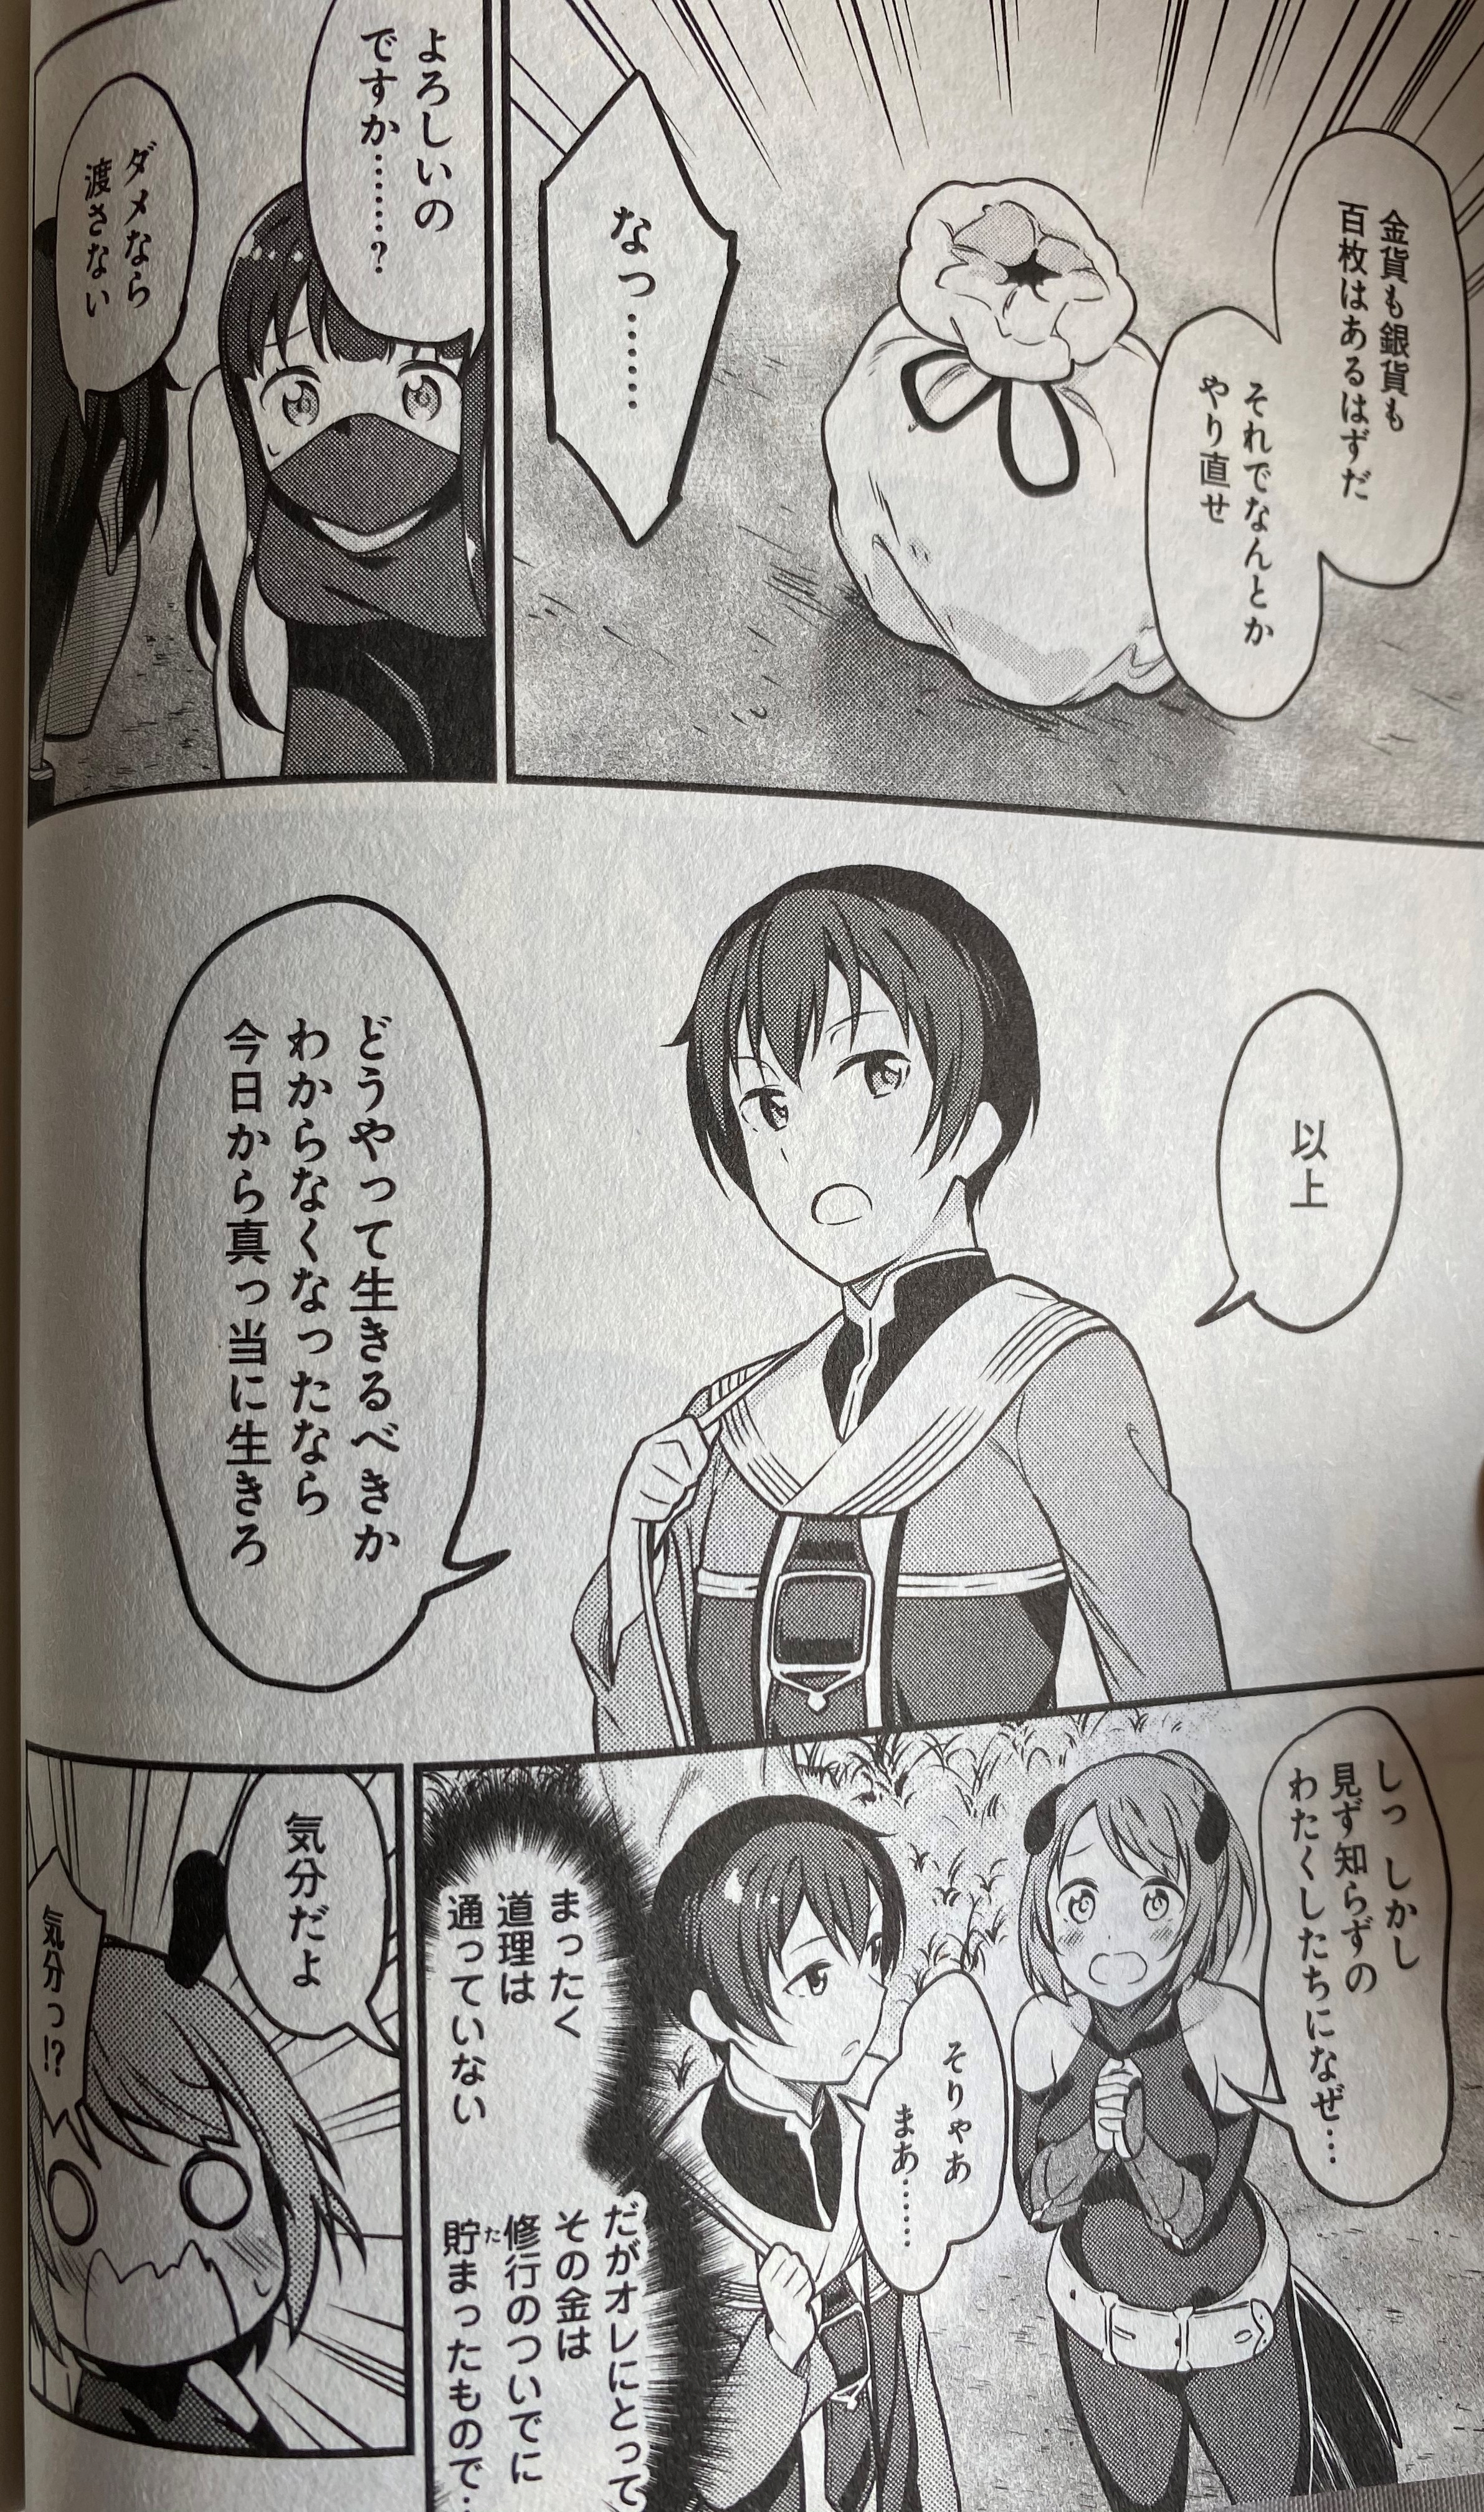 金貨も銀貨も
百枚はあるはずだ
それでなんとか
やり直せ
なっ……
よろしいの
ですか………?
ダメなら
渡さない
以上
どうやって生きるべきか
わからなくなったなら
今日から真っ当に生きろ
しっ しかし
見ず知らずの
わたくしたちになぜ…
そりゃあ
まあ……
まったく
道理は
通っていない
だがオレにとって
その金は
修行のついでに
貯まったもので…
た
気分だよ
気分っ!?